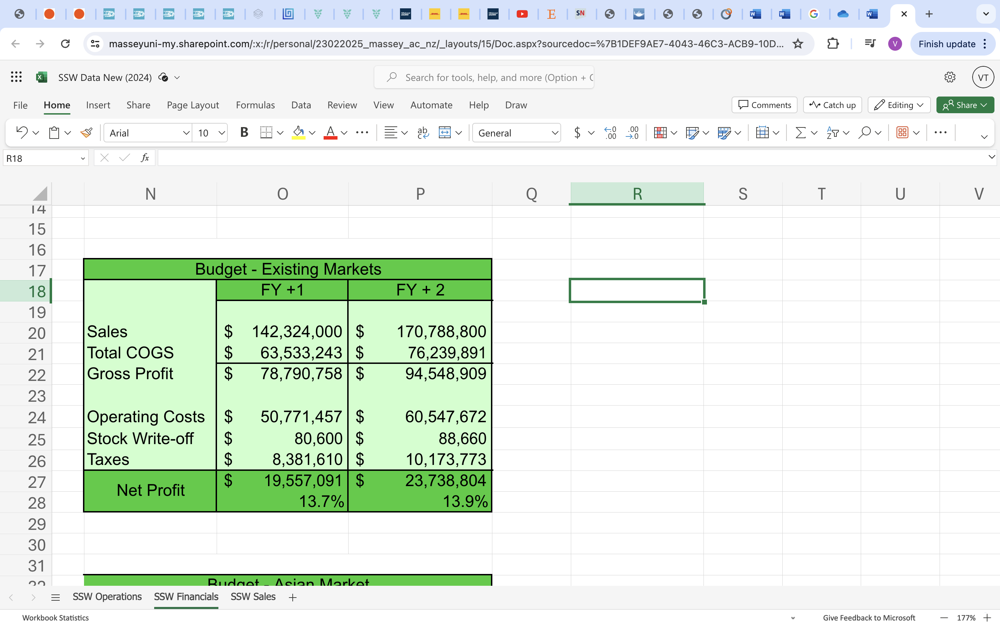 SN
masseyuni-my.sharepoint.com/:x:/r/personal/23022025_massey_ac_nz/_layouts/15/Doc.aspx?sourcedoc=%7B1DEF9AE7-4043-46C3-ACB9-10D...
V
Finish update
SSW Data New (2024)
Search for tools, help, and more (Option +
VT
File Home Insert Share Page Layout Formulas Data Review View Automate Help Draw
Comments Catch up Editing Share
Arial 10 B A ab c General $ .0 .00 .00 .0
R18 fx
N O P Q R S T U V
14
15
16
17 Budget - Existing Markets
18 FY +1 FY + 2
19
20 Sales $ 142,324,000 $ 170,788,800
21 Total COGS $ 63,533,243 $ 76,239,891
22 Gross Profit $ 78,790,758 $ 94,548,909
23
24 Operating Costs $ 50,771,457 $ 60,547,672
25 Stock Write-off $ 80,600 $ 88,660
26 Taxes $ 8,381,610 $ 10,173,773
27 Net Profit $ 19,557,091 $ 23,738,804
28 13.7% 13.9%
29
30
31
32 Budget - Asian Market
SSW Operations SSW Financials SSW Sales
Workbook Statistics Give Feedback to Microsoft 177%